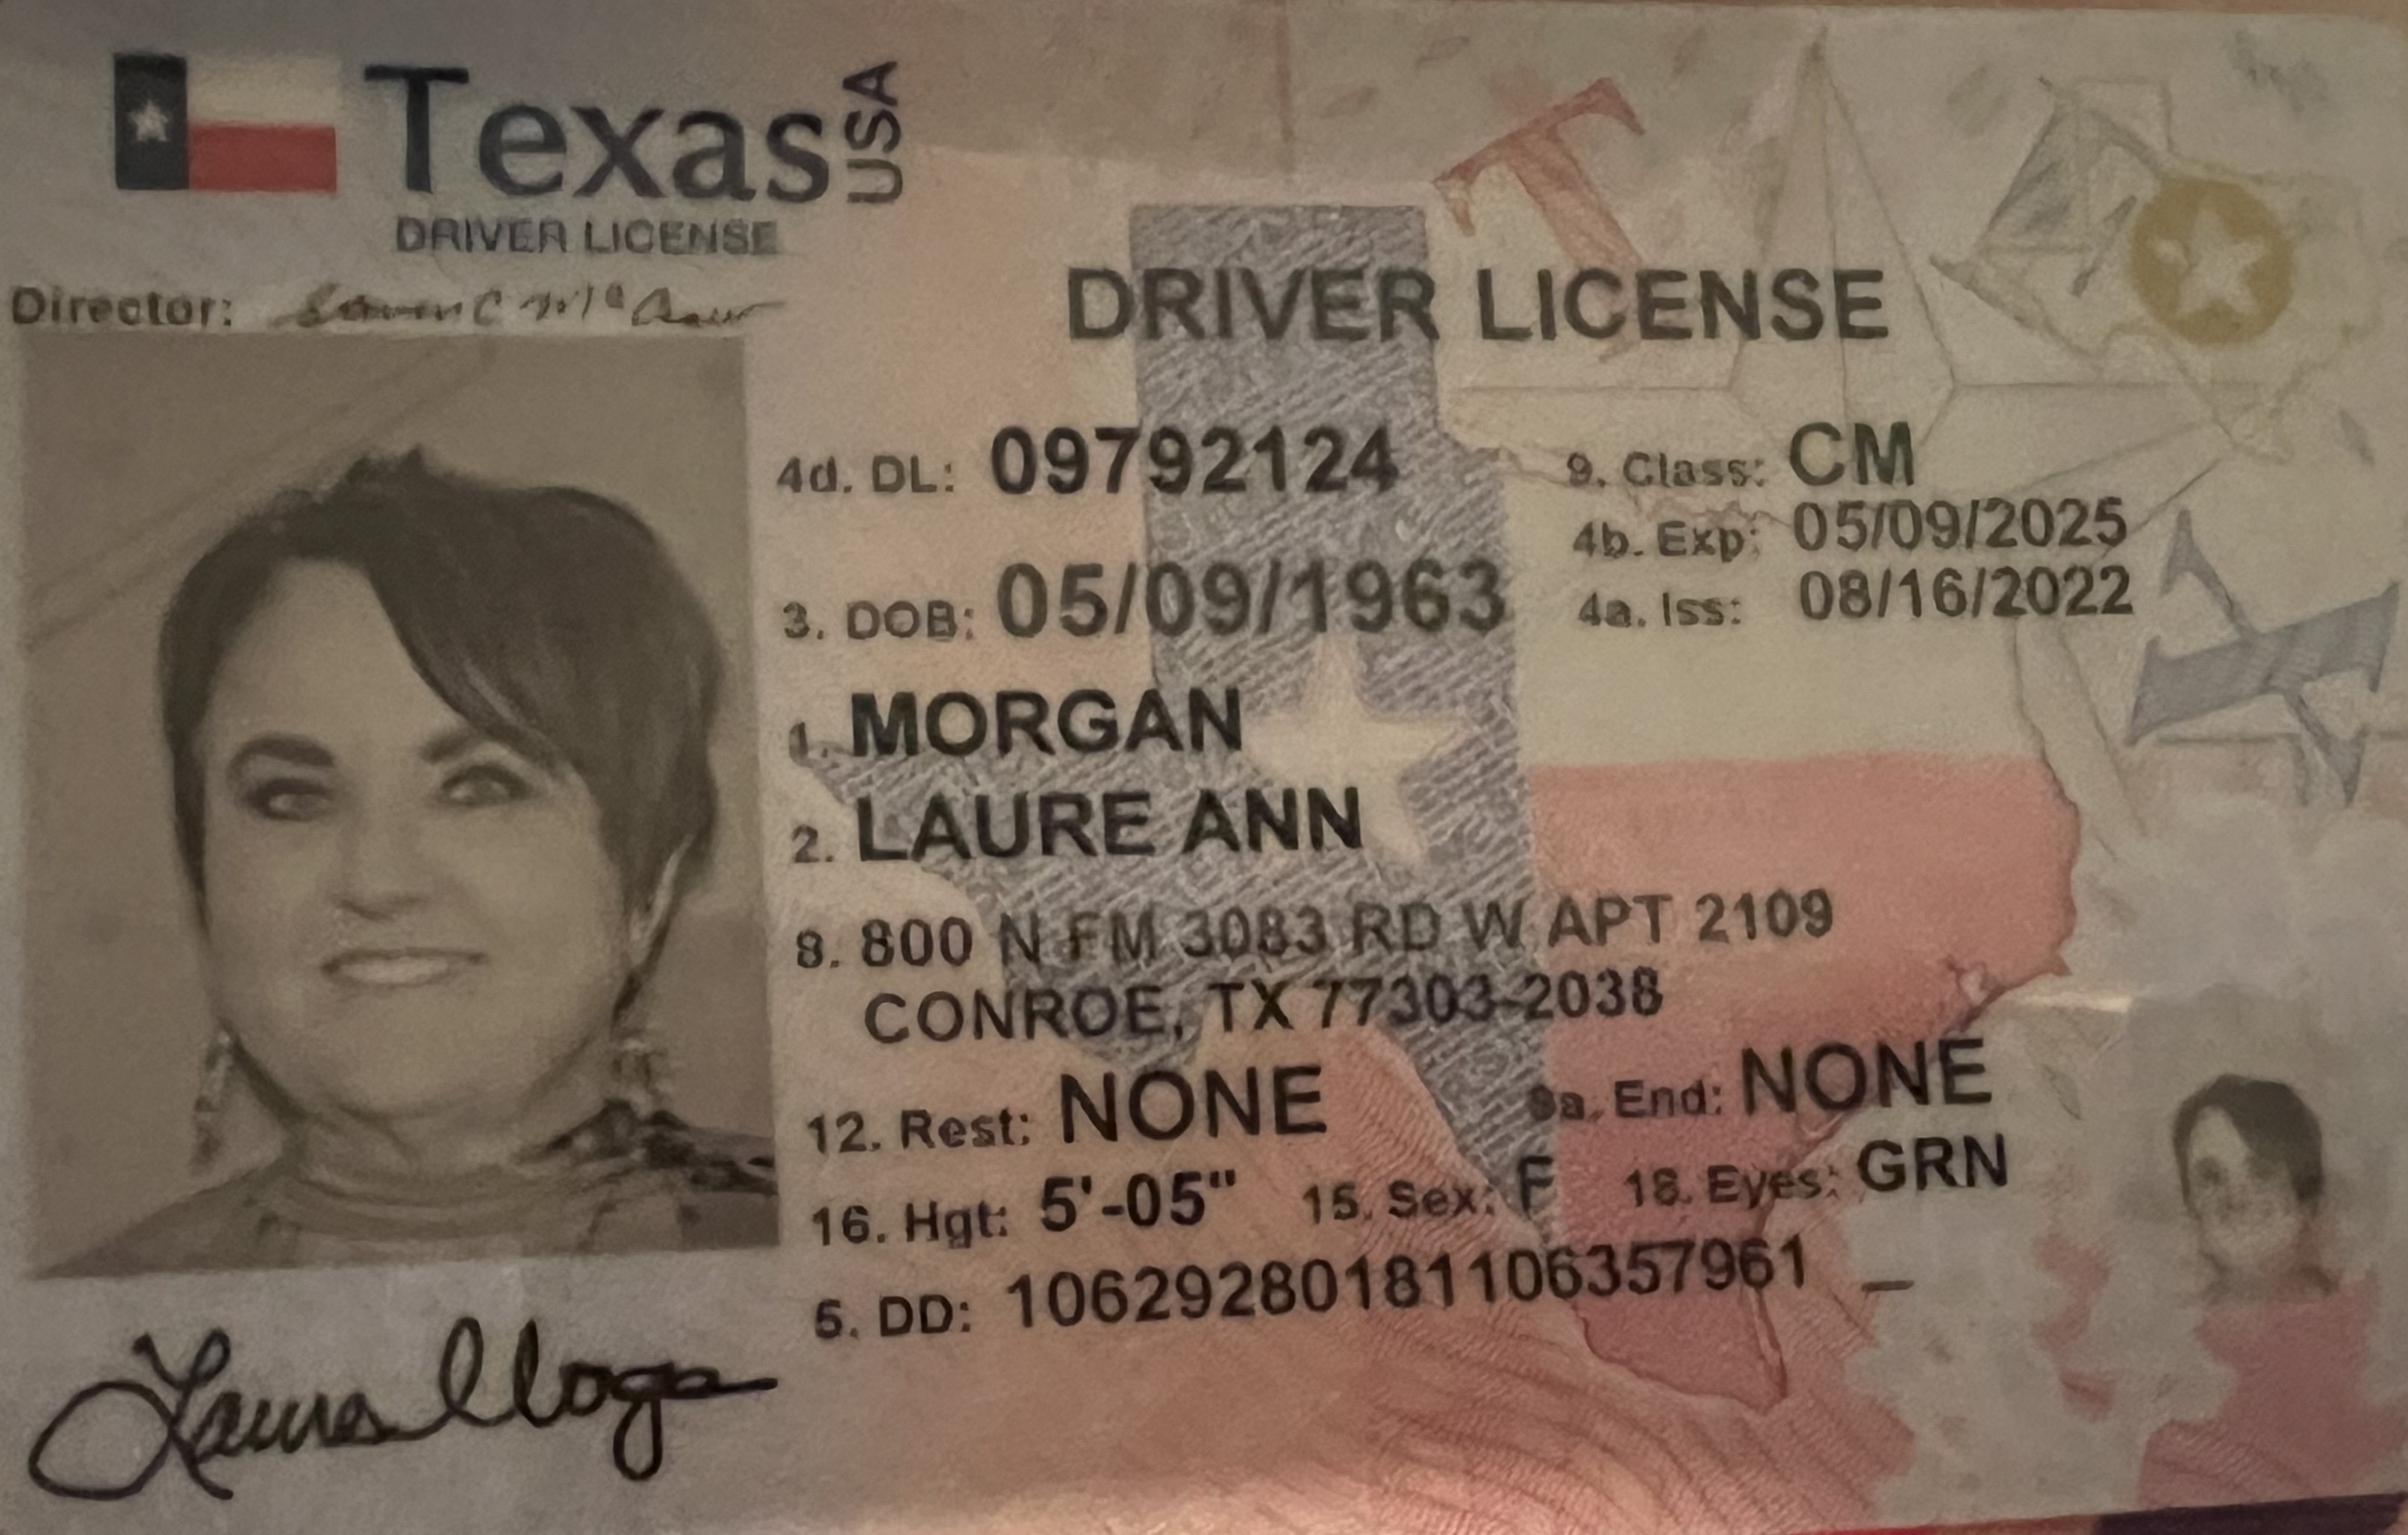 Texas USA
DRIVER LICENSE
Director:
DRIVER LICENSE
4d. DL: 09792124
9. Class: CM
4b. Exp: 05/09/2025
3. DOB: 05/09/1963
4a. Iss: 08/16/2022
1. MORGAN
2. LAURE ANN
8. 800 N FM 3083 RD W APT 2109
CONROE, TX 77303-2038
12. Rest: NONE
9a. End: NONE
16. Hgt: 5'-05" 15. Sex: F 18. Eyes: GRN
5. DD: 10629280181106357961